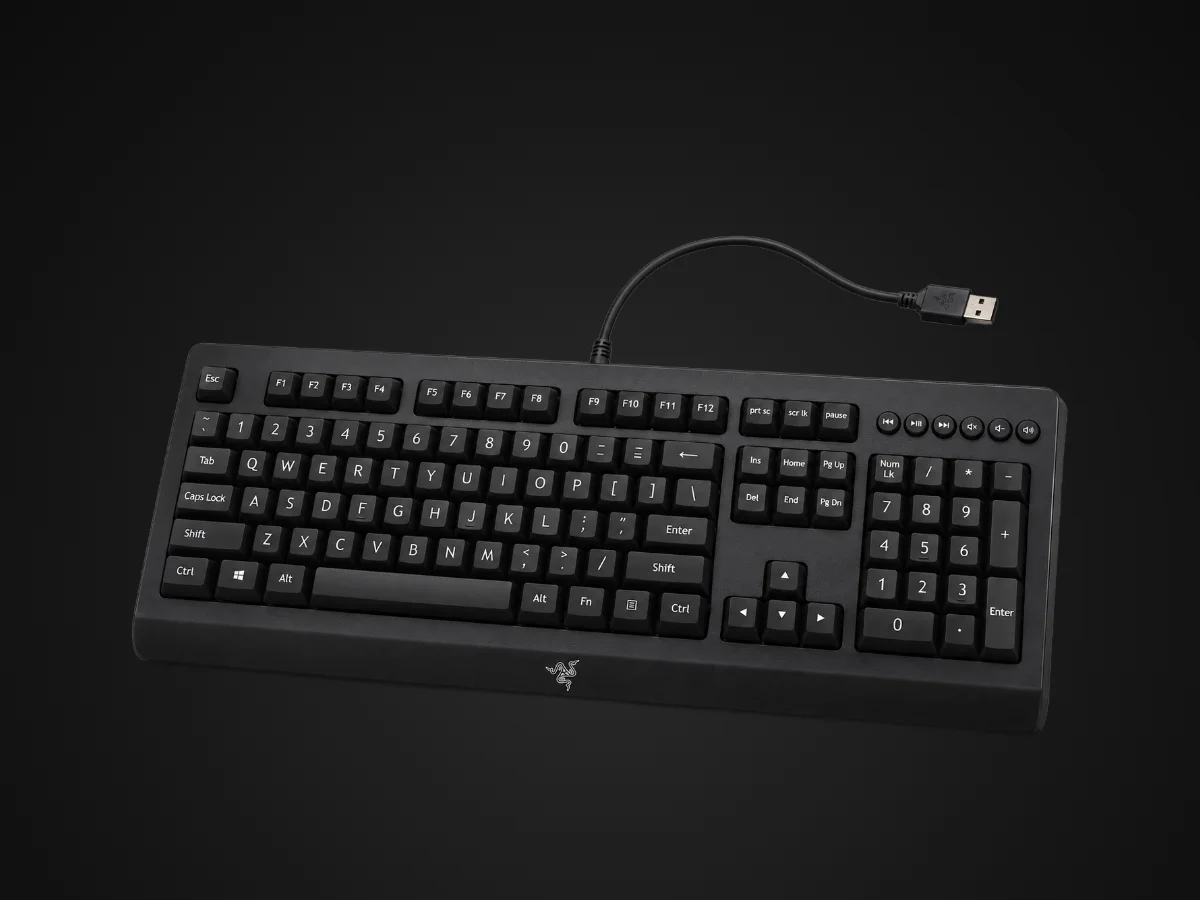 Esc F1 F2 F3 F4 F5 F6 F7 F8 F9 F10 F11 F12 prt sc scr lk pause
~ ` 1 2 3 4 5 6 7 8 9 0 ← Ins Home Pg Up Num Lk / * −
Tab Q W E R T Y U I O P [ ] \ Del End Pg Dn 7 8 9 +
Caps Lock A S D F G H J K L ; " Enter 4 5 6
Shift Z X C V B N M < , > . / Shift ▲ 1 2 3 Enter
Ctrl Alt Alt Fn Ctrl ◄ ▼ ► 0 .